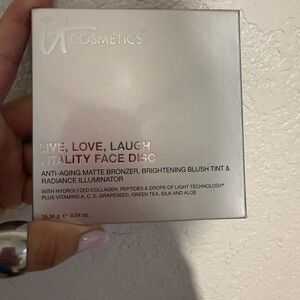 it COSMETICS™
LIVE, LOVE, LAUGH
VITALITY FACE DISC
ANTI-AGING MATTE BRONZER, BRIGHTENING BLUSH TINT &
RADIANCE ILLUMINATOR
WITH HYDROLYZED COLLAGEN, PEPTIDES & DROPS OF LIGHT TECHNOLOGY®
PLUS VITAMINS A, C, E, GRAPESEED, GREEN TEA, SILK AND ALOE
15.36 g ℮ 0.54 oz.